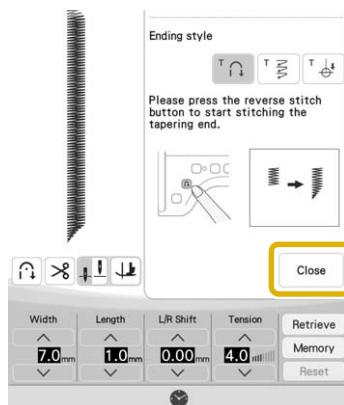 Ending style
T T T
Please press the reverse stitch
button to start stitching the
tapering end.
Close
Width Length L/R Shift Tension Retrieve
7.0mm 1.0mm 0.00mm 4.0 Memory
Reset